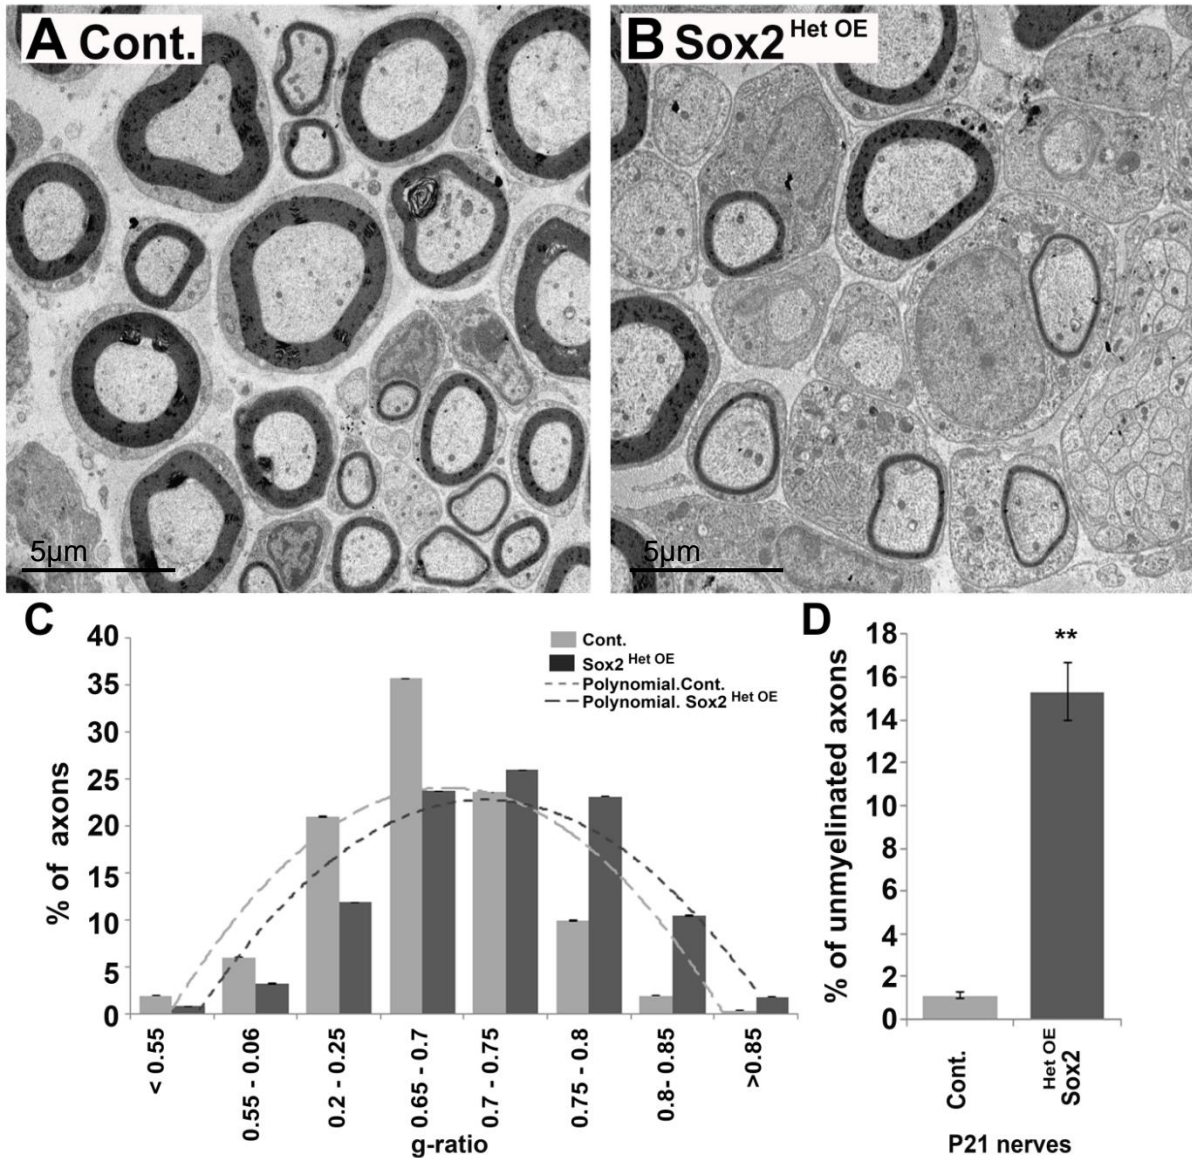 A Cont.
B Sox2 Het OE
5µm
5µm
C
% of axons
40
35
30
25
20
15
10
5
0
Cont.
Sox2 Het OE
Polynomial.Cont.
Polynomial. Sox2 Het OE
< 0.55
0.55 - 0.06
0.2 - 0.25
0.65 - 0.7
0.7 - 0.75
0.75 - 0.8
0.8- 0.85
>0.85
g-ratio
D
% of unmyelinated axons
18
16
14
12
10
8
6
4
2
0
**
Cont.
Het OE
Sox2
P21 nerves